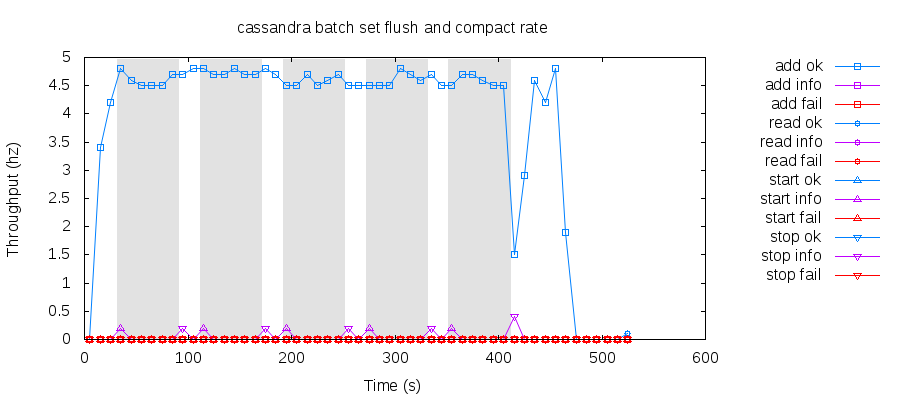 cassandra batch set flush and compact rate
Throughput (hz)
5
4.5
4
3.5
3
2.5
2
1.5
1
0.5
0
0 100 200 300 400 500 600
Time (s)
add ok
add info
add fail
read ok
read info
read fail
start ok
start info
start fail
stop ok
stop info
stop fail